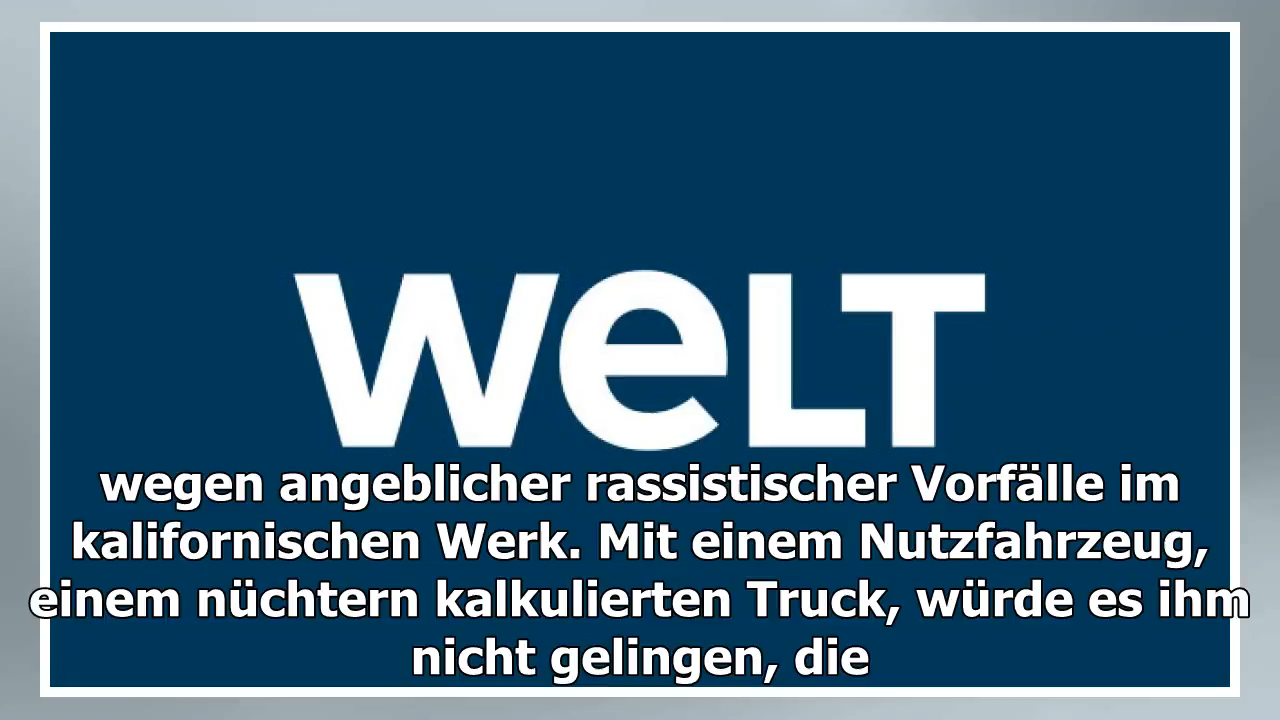 WeLT
wegen angeblicher rassistischer Vorfälle im
kalifornischen Werk. Mit einem Nutzfahrzeug,
einem nüchtern kalkulierten Truck, würde es ihm
nicht gelingen, die